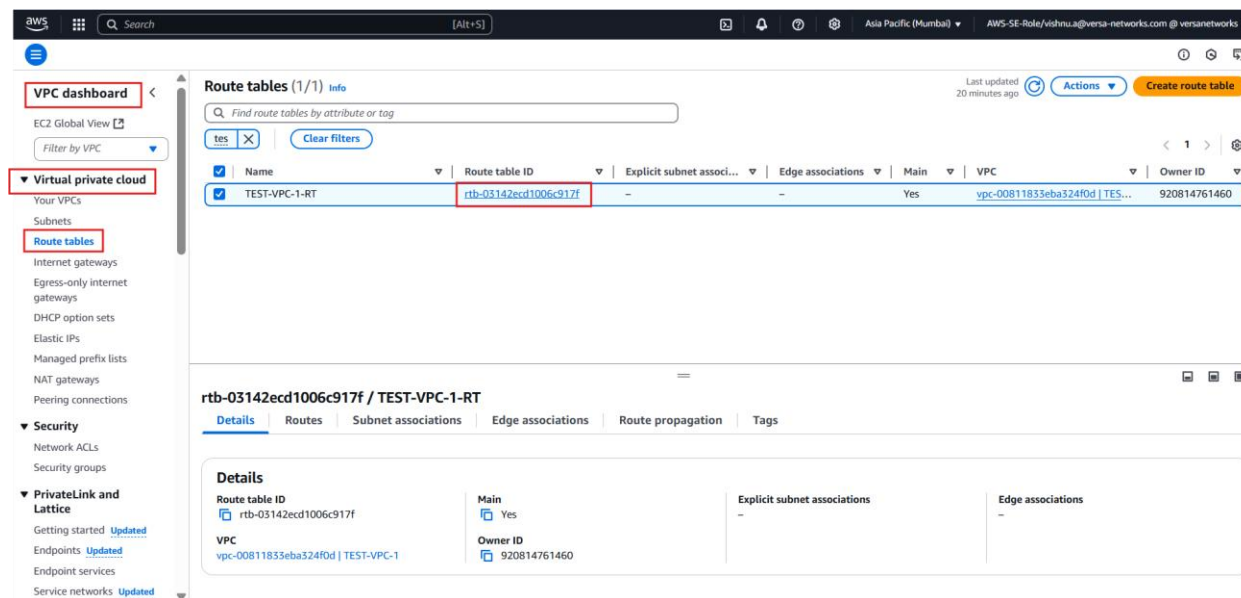 aws
Search [Alt+S] Asia Pacific (Mumbai) ▼ AWS-SE-Role/vishnu.a@versa-networks.com @ versanetworks
VPC dashboard <
EC2 Global View
Filter by VPC ▼
▼ Virtual private cloud
Your VPCs
Subnets
Route tables
Internet gateways
Egress-only internet
gateways
DHCP option sets
Elastic IPs
Managed prefix lists
NAT gateways
Peering connections
▼ Security
Network ACLs
Security groups
▼ PrivateLink and
Lattice
Getting started Updated
Endpoints Updated
Endpoint services
Service networks Updated
Route tables (1/1) Info
Last updated
20 minutes ago
Actions ▼
Create route table
Find route tables by attribute or tag
tes X Clear filters
< 1 >
Name Route table ID Explicit subnet associ... Edge associations Main VPC Owner ID
TEST-VPC-1-RT rtb-03142ecd1006c917f – – Yes vpc-00811833eba324f0d | TES... 920814761460
rtb-03142ecd1006c917f / TEST-VPC-1-RT
Details Routes Subnet associations Edge associations Route propagation Tags
Details
Route table ID
rtb-03142ecd1006c917f
Main
Yes
Explicit subnet associations
–
Edge associations
–
VPC
vpc-00811833eba324f0d | TEST-VPC-1
Owner ID
920814761460